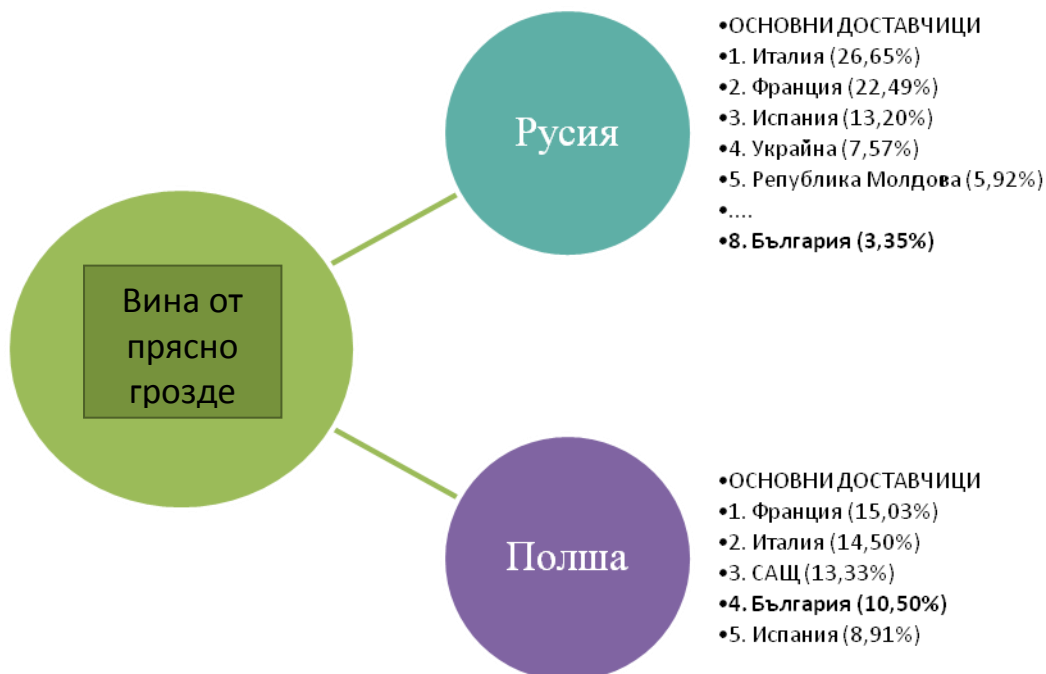 Вина от
прясно
грозде
Русия
•ОСНОВНИ ДОСТАВЧИЦИ
•1. Италия (26,65%)
•2. Франция (22,49%)
•3. Испания (13,20%)
•4. Украйна (7,57%)
•5. Република Молдова (5,92%)
•....
•8. България (3,35%)
Полша
•ОСНОВНИ ДОСТАВЧИЦИ
•1. Франция (15,03%)
•2. Италия (14,50%)
•3. САЩ (13,33%)
•4. България (10,50%)
•5. Испания (8,91%)